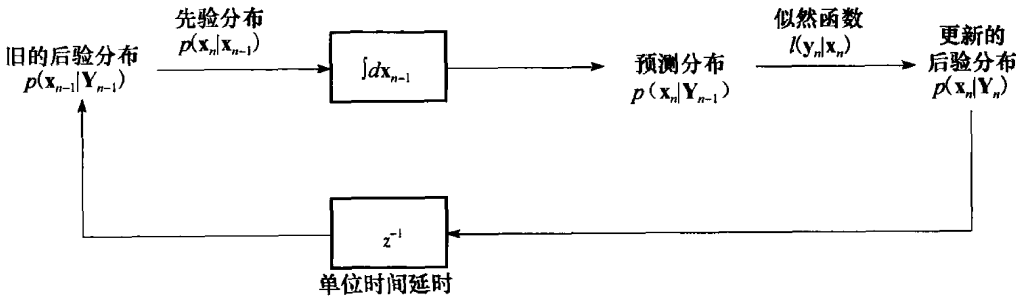 旧的后验分布
p(xₙ₋₁|Yₙ₋₁)
先验分布
p(xₙ|xₙ₋₁)
∫dxₙ₋₁
预测分布
p（xₙ|Yₙ₋₁）
似然函数
l(yₙ|xₙ)
更新的
后验分布
p(xₙ|Yₙ)
z⁻¹
单位时间延时